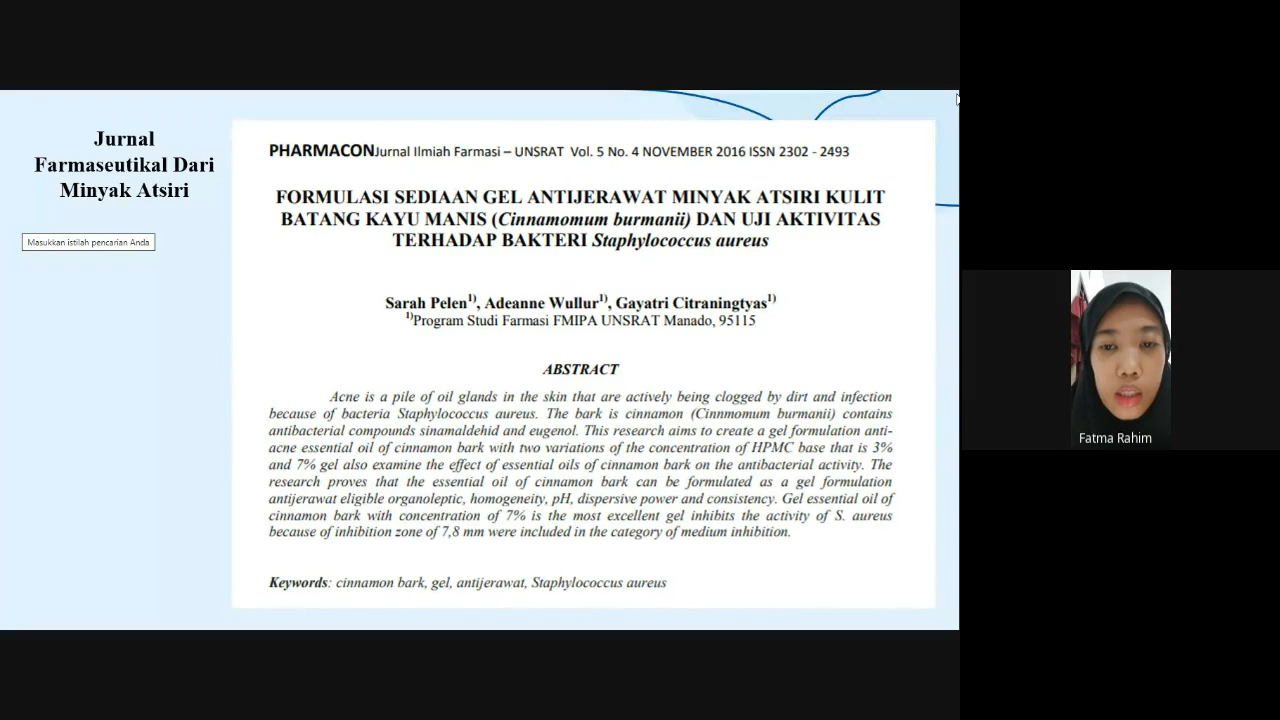 Jurnal
Farmaseutikal Dari
Minyak Atsiri
Masukkan istilah pencarian Anda
PHARMACONJurnal Ilmiah Farmasi – UNSRAT Vol. 5 No. 4 NOVEMBER 2016 ISSN 2302 - 2493
FORMULASI SEDIAAN GEL ANTIJERAWAT MINYAK ATSIRI KULIT
BATANG KAYU MANIS (Cinnamomum burmanii) DAN UJI AKTIVITAS
TERHADAP BAKTERI Staphylococcus aureus
Sarah Pelen1), Adeanne Wullur1), Gayatri Citraningtyas1)
1)Program Studi Farmasi FMIPA UNSRAT Manado, 95115
ABSTRACT
Acne is a pile of oil glands in the skin that are actively being clogged by dirt and infection
because of bacteria Staphylococcus aureus. The bark is cinnamon (Cinnmomum burmanii) contains
antibacterial compounds sinamaldehid and eugenol. This research aims to create a gel formulation anti-
acne essential oil of cinnamon bark with two variations of the concentration of HPMC base that is 3%
and 7% gel also examine the effect of essential oils of cinnamon bark on the antibacterial activity. The
research proves that the essential oil of cinnamon bark can be formulated as a gel formulation
antijerawat eligible organoleptic, homogeneity, pH, dispersive power and consistency. Gel essential oil of
cinnamon bark with concentration of 7% is the most excellent gel inhibits the activity of S. aureus
because of inhibition zone of 7,8 mm were included in the category of medium inhibition.
Keywords: cinnamon bark, gel, antijerawat, Staphylococcus aureus
Fatma Rahim